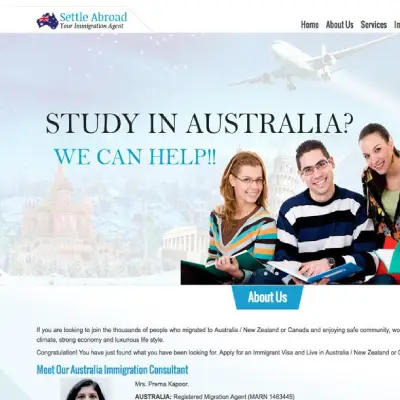 Settle Abroad
Your Immigration Agent
Home About Us Services
STUDY IN AUSTRALIA?
WE CAN HELP!!
About Us
If you are looking to join the thousands of people who migrated to Australia / New Zealand or Canada and enjoying safe community, wo
climate, strong economy and luxurious life style.
Congratulation! You have just found what you have been looking for. Apply for an Immigrant Visa and Live in Australia / New Zealand or C
Meet Our Australia Immigration Consultant
Mrs. Prema Kapoor.
AUSTRALIA: Registered Migration Agent (MARN 1463445)